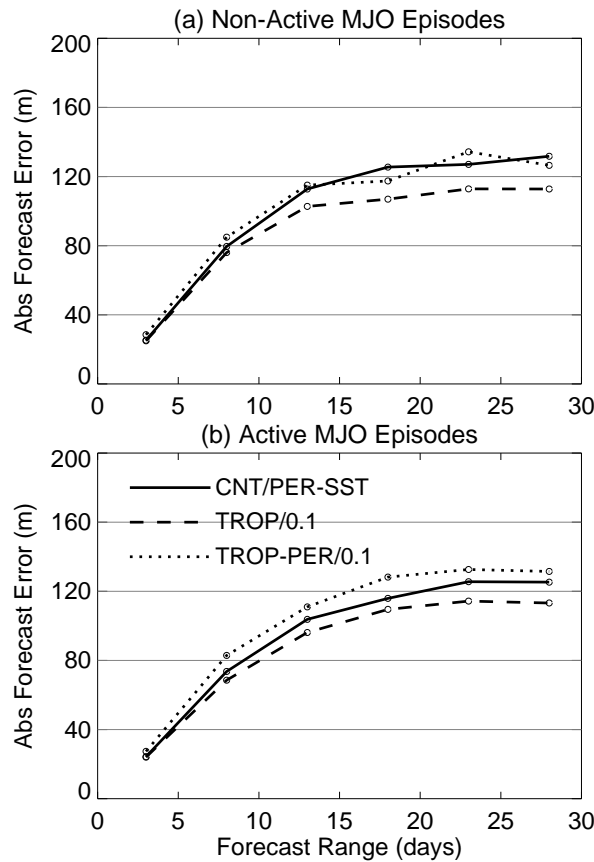 (a) Non-Active MJO Episodes
Abs Forecast Error (m)
200
160
120
80
40
0
0 5 10 15 20 25 30
(b) Active MJO Episodes
Abs Forecast Error (m)
200
160
120
80
40
0
CNT/PER-SST
TROP/0.1
TROP-PER/0.1
0 5 10 15 20 25 30
Forecast Range (days)